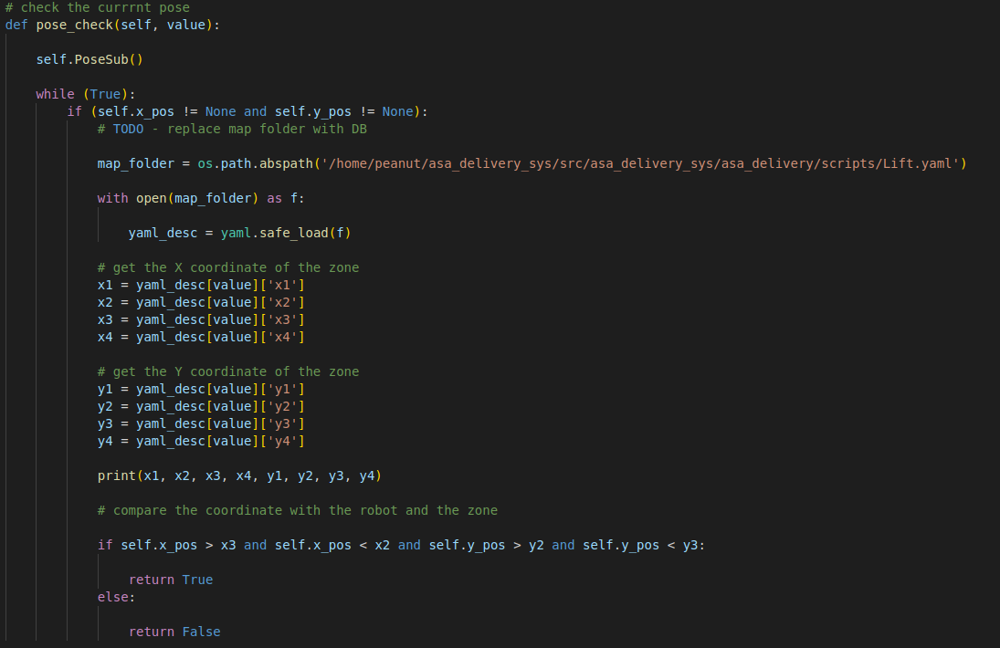 # check the currrnt pose
def pose_check(self, value):
self.PoseSub()
while (True):
if (self.x_pos != None and self.y_pos != None):
# TODO - replace map folder with DB
map_folder = os.path.abspath('/home/peanut/asa_delivery_sys/src/asa_delivery_sys/asa_delivery/scripts/Lift.yaml')
with open(map_folder) as f:
yaml_desc = yaml.safe_load(f)
# get the X coordinate of the zone
x1 = yaml_desc[value]['x1']
x2 = yaml_desc[value]['x2']
x3 = yaml_desc[value]['x3']
x4 = yaml_desc[value]['x4']
# get the Y coordinate of the zone
y1 = yaml_desc[value]['y1']
y2 = yaml_desc[value]['y2']
y3 = yaml_desc[value]['y3']
y4 = yaml_desc[value]['y4']
print(x1, x2, x3, x4, y1, y2, y3, y4)
# compare the coordinate with the robot and the zone
if self.x_pos > x3 and self.x_pos < x2 and self.y_pos > y2 and self.y_pos < y3:
return True
else:
return False